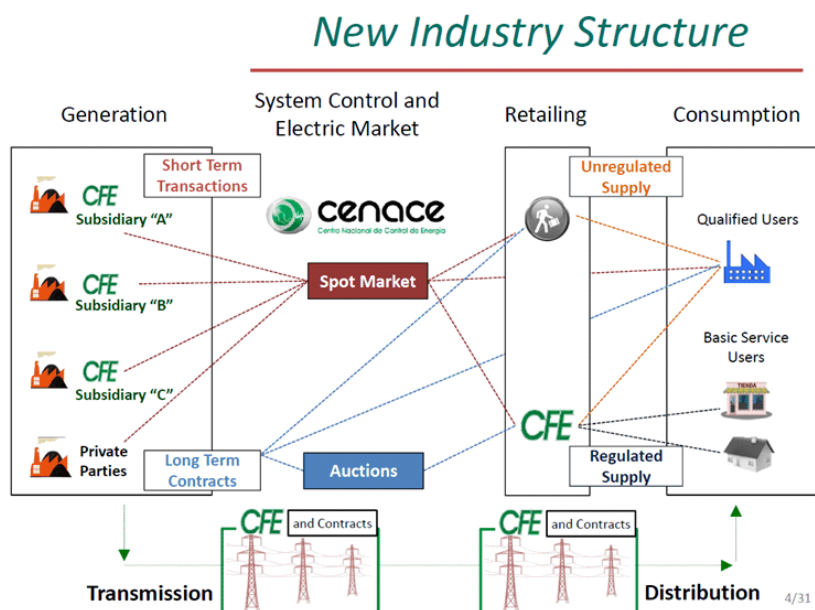 New Industry Structure
Generation
System Control and
Electric Market
Retailing
Consumption
Short Term
Transactions
Unregulated
Supply
CFE
Subsidiary "A"
cenace
Centro Nacional de Control de Energía
Qualified Users
CFE
Subsidiary "B"
Spot Market
CFE
Subsidiary "C"
Basic Service
Users
TIENDA
CFE
Private
Parties
Long Term
Contracts
Auctions
Regulated
Supply
CFE and Contracts
CFE and Contracts
Transmission
Distribution
4/31